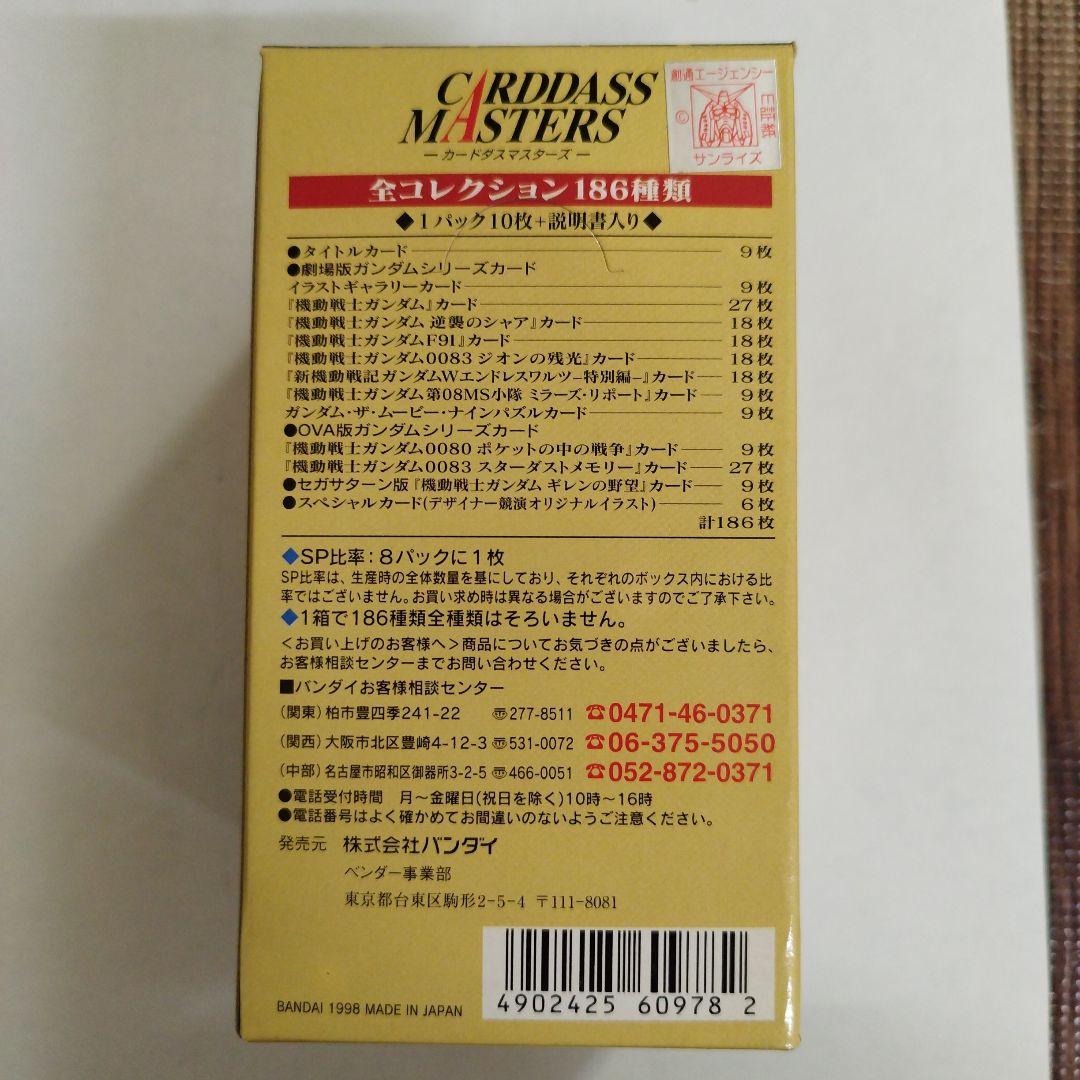 CARDDASS
MASTERS
─カードダスマスターズ─
創通エージェンシー
©
E証紙
サンライズ
全コレクション186種類
◆1パック10枚+説明書入り◆
●タイトルカード──9枚
●劇場版ガンダムシリーズカード
イラストギャラリーカード──9枚
『機動戦士ガンダム』カード──27枚
『機動戦士ガンダム 逆襲のシャア』カード──18枚
『機動戦士ガンダムF91』カード──18枚
『機動戦士ガンダム0083 ジオンの残光』カード──18枚
『新機動戦記ガンダムWエンドレスワルツ−特別編−』カード──18枚
『機動戦士ガンダム 第08MS小隊 ミラーズ・リポート』カード──9枚
ガンダム・ザ・ムービー・ナインパズルカード──9枚
●OVA版ガンダムシリーズカード
『機動戦士ガンダム0080 ポケットの中の戦争』カード──9枚
『機動戦士ガンダム0083 スターダストメモリー』カード──27枚
●セガサターン版『機動戦士ガンダム ギレンの野望』カード──9枚
●スペシャルカード(デザイナー競演オリジナルイラスト)──6枚
計186枚
◆SP比率：8パックに1枚
SP比率は、生産時の全体数量を基にしており、それぞれのボックス内における比
率ではございません。お買い求め時は異なる場合がございますのでご了承下さい。
◆1箱で186種類全種類はそろいません。
＜お買い上げのお客様へ＞商品についてお気づきの点がございましたら、
お客様相談センターまでお問い合わせください。
■バンダイお客様相談センター
(関東)柏市豊四季241-22 〠277-8511 ☎0471-46-0371
(関西)大阪市北区豊崎4-12-3 〠531-0072 ☎06-375-5050
(中部)名古屋市昭和区御器所3-2-5 〠466-0051 ☎052-872-0371
●電話受付時間 月〜金曜日(祝日を除く)10時〜16時
●電話番号はよく確かめてお間違いのないようご注意ください。
発売元 株式会社バンダイ
ベンダー事業部
東京都台東区駒形2-5-4 〒111-8081
4902425 60978 2
BANDAI 1998 MADE IN JAPAN